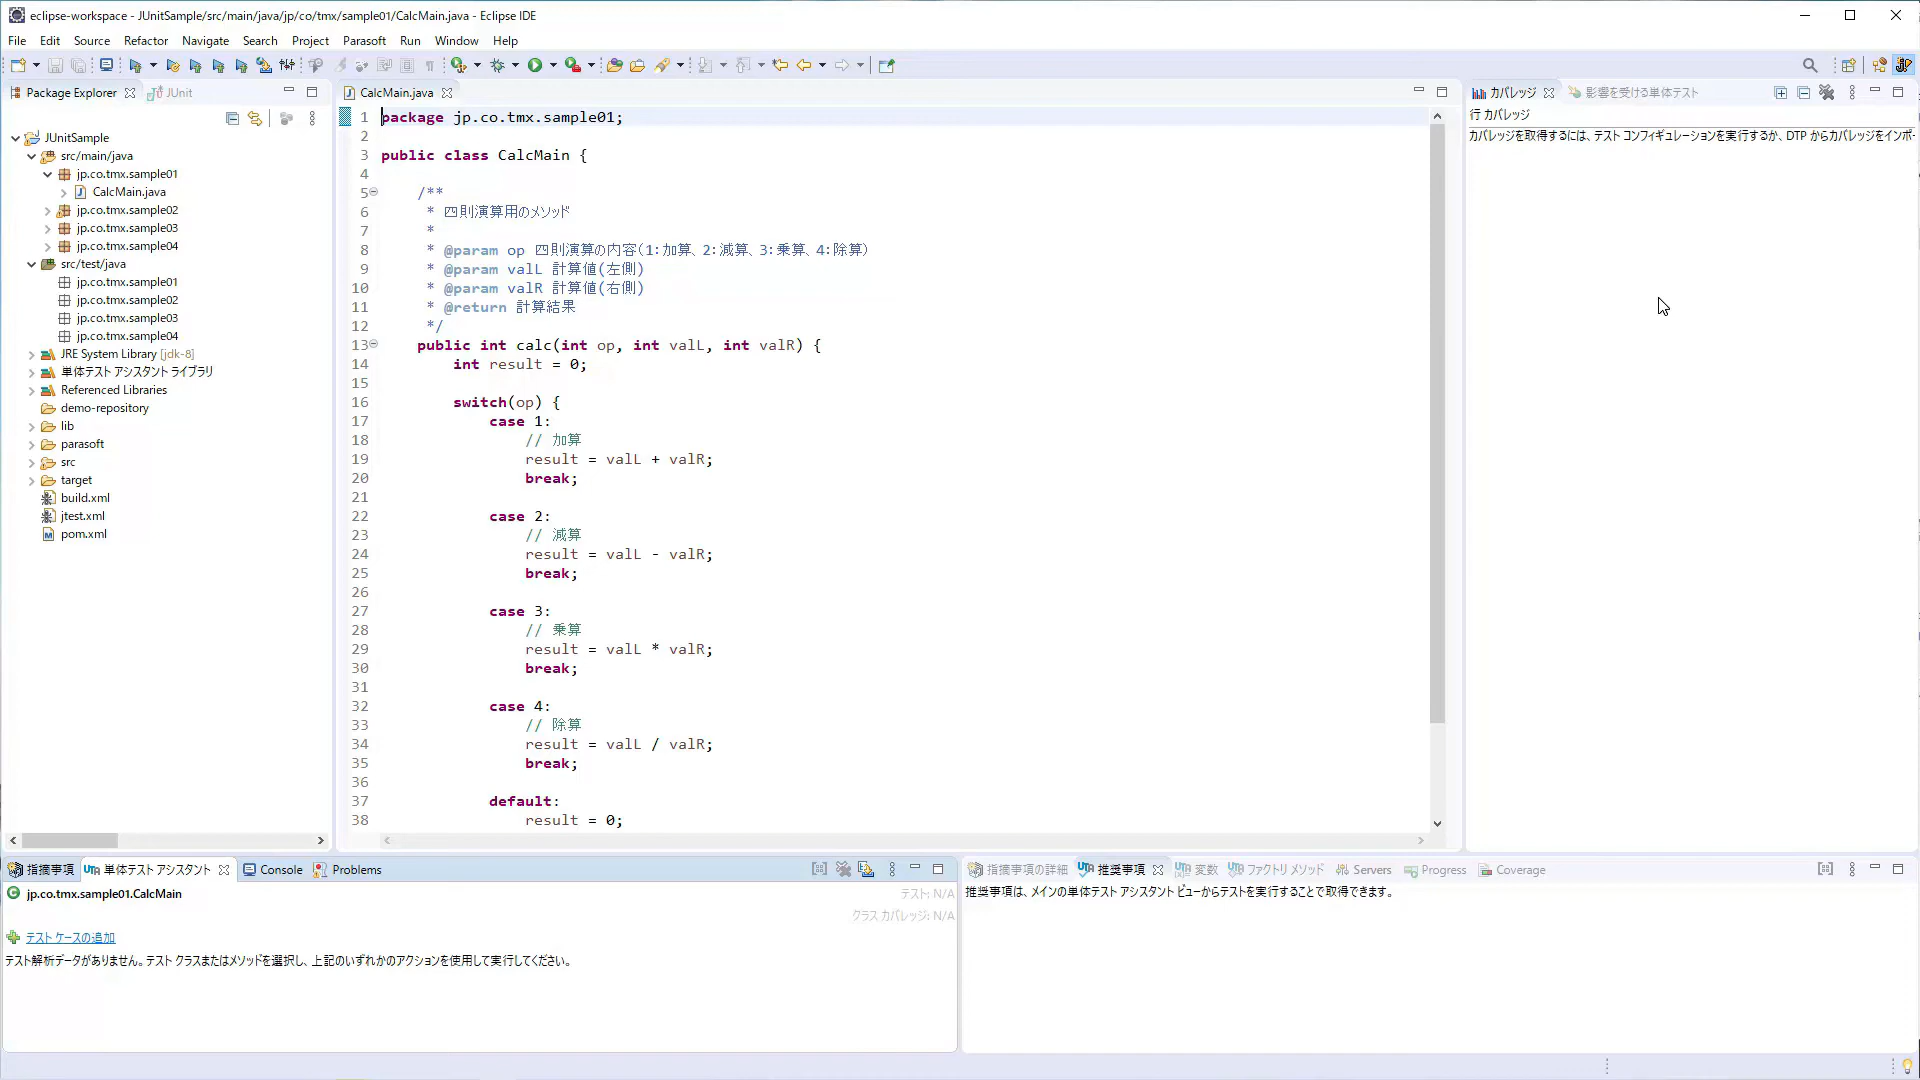 eclipse-workspace - JUnitSample/src/main/java/jp/co/tmx/sample01/CalcMain.java - Eclipse IDE
File Edit Source Refactor Navigate Search Project Parasoft Run Window Help
Package Explorer
JUnit
JUnitSample
src/main/java
jp.co.tmx.sample01
CalcMain.java
jp.co.tmx.sample02
jp.co.tmx.sample03
jp.co.tmx.sample04
src/test/java
jp.co.tmx.sample01
jp.co.tmx.sample02
jp.co.tmx.sample03
jp.co.tmx.sample04
JRE System Library [jdk-8]
単体テスト アシスタント ライブラリ
Referenced Libraries
demo-repository
lib
parasoft
src
target
build.xml
jtest.xml
pom.xml
CalcMain.java
1 package jp.co.tmx.sample01;
2
3 public class CalcMain {
4
5 /**
6 * 四則演算用のメソッド
7 *
8 * @param op 四則演算の内容(1:加算、2:減算、3:乗算、4:除算)
9 * @param valL 計算値(左側)
10 * @param valR 計算値(右側)
11 * @return 計算結果
12 */
13 public int calc(int op, int valL, int valR) {
14 int result = 0;
15
16 switch(op) {
17 case 1:
18 // 加算
19 result = valL + valR;
20 break;
21
22 case 2:
23 // 減算
24 result = valL - valR;
25 break;
26
27 case 3:
28 // 乗算
29 result = valL * valR;
30 break;
31
32 case 4:
33 // 除算
34 result = valL / valR;
35 break;
36
37 default:
38 result = 0;
カバレッジ 影響を受ける単体テスト
行 カバレッジ
カバレッジを取得するには、テスト コンフィギュレーションを実行するか、DTP からカバレッジをインポ
指摘事項 単体テスト アシスタント Console Problems
jp.co.tmx.sample01.CalcMain
テスト: N/A
クラス カバレッジ: N/A
テスト ケースの追加
テスト解析データがありません。テスト クラスまたはメソッドを選択し、上記のいずれかのアクションを使用して実行してください。
指摘事項の詳細 推奨事項 変数 ファクトリ メソッド Servers Progress Coverage
推奨事項は、メインの単体テスト アシスタント ビューからテストを実行することで取得できます。